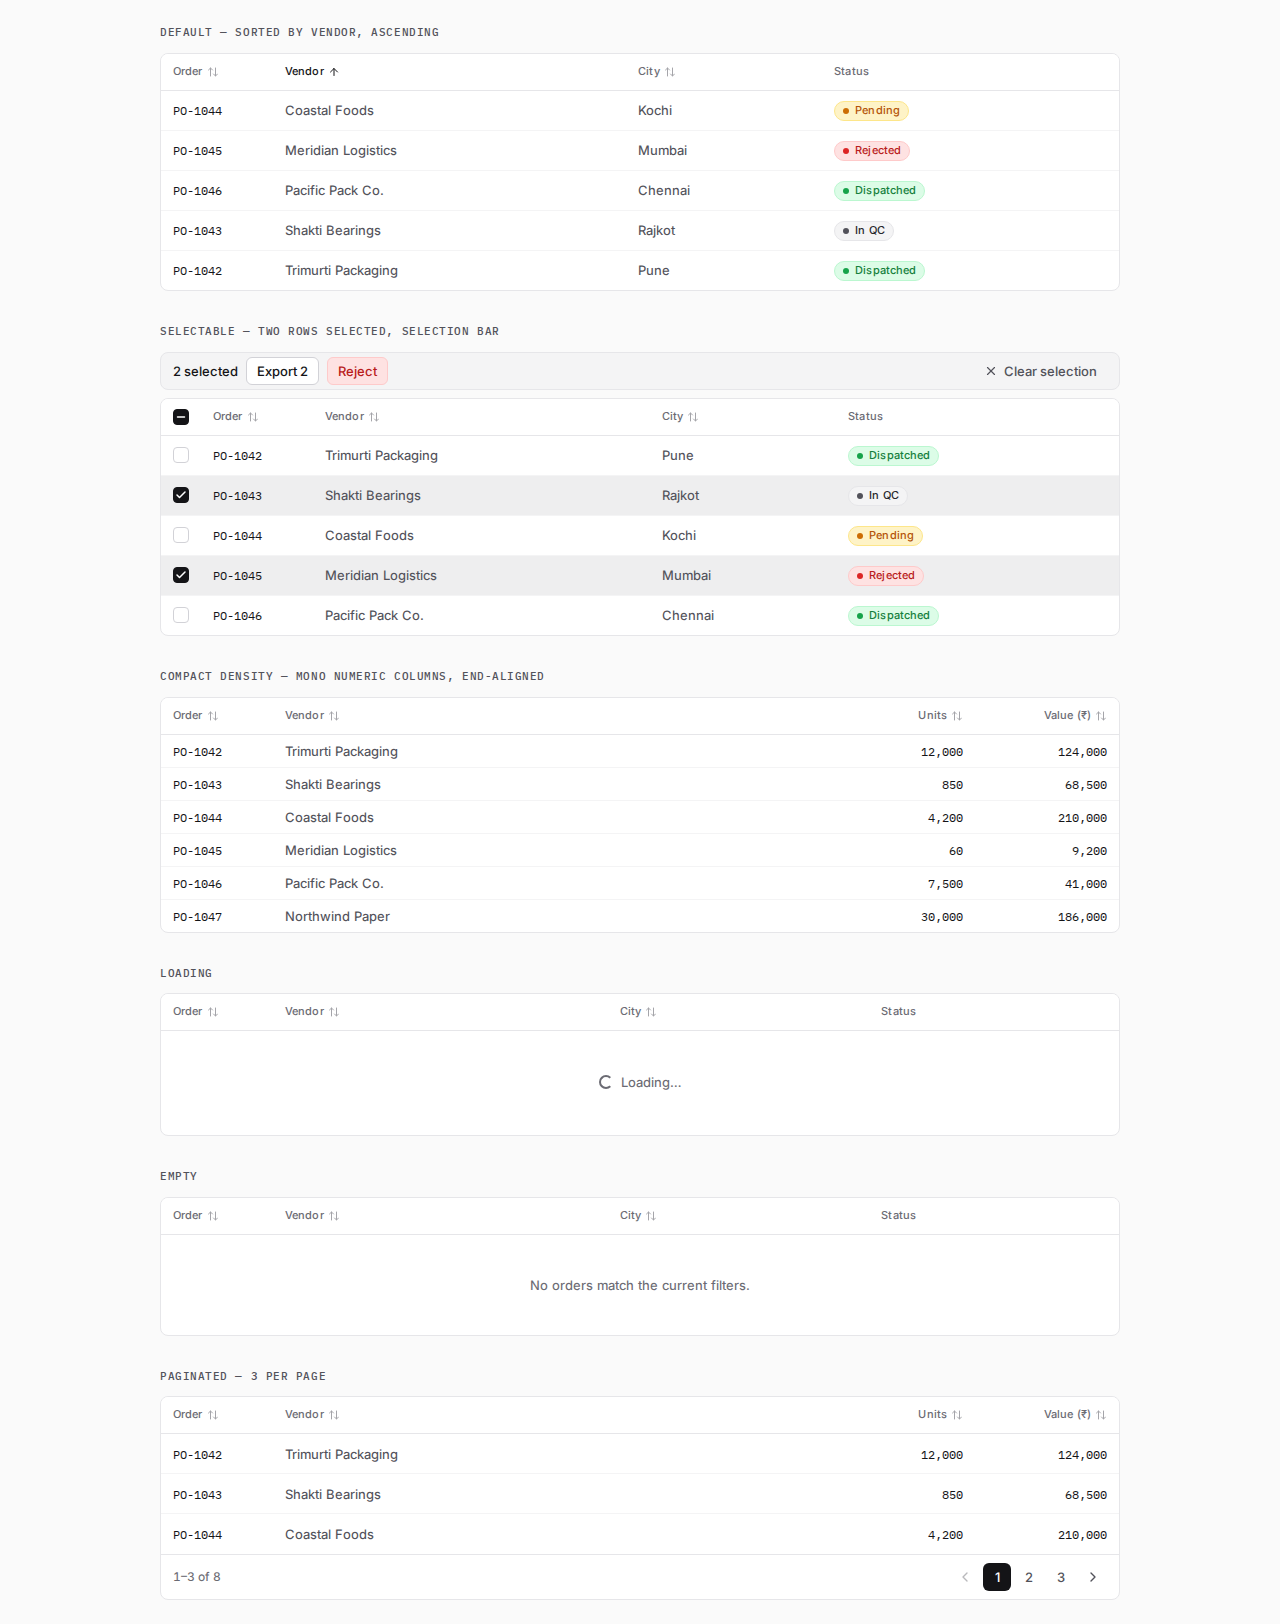 DEFAULT — SORTED BY VENDOR, ASCENDING
Order Vendor City Status
PO-1044 Coastal Foods Kochi Pending
PO-1045 Meridian Logistics Mumbai Rejected
PO-1046 Pacific Pack Co. Chennai Dispatched
PO-1043 Shakti Bearings Rajkot In QC
PO-1042 Trimurti Packaging Pune Dispatched
SELECTABLE — TWO ROWS SELECTED, SELECTION BAR
2 selected Export 2 Reject Clear selection
Order Vendor City Status
PO-1042 Trimurti Packaging Pune Dispatched
PO-1043 Shakti Bearings Rajkot In QC
PO-1044 Coastal Foods Kochi Pending
PO-1045 Meridian Logistics Mumbai Rejected
PO-1046 Pacific Pack Co. Chennai Dispatched
COMPACT DENSITY — MONO NUMERIC COLUMNS, END-ALIGNED
Order Vendor Units Value (₹)
PO-1042 Trimurti Packaging 12,000 124,000
PO-1043 Shakti Bearings 850 68,500
PO-1044 Coastal Foods 4,200 210,000
PO-1045 Meridian Logistics 60 9,200
PO-1046 Pacific Pack Co. 7,500 41,000
PO-1047 Northwind Paper 30,000 186,000
LOADING
Order Vendor City Status
Loading...
EMPTY
Order Vendor City Status
No orders match the current filters.
PAGINATED — 3 PER PAGE
Order Vendor Units Value (₹)
PO-1042 Trimurti Packaging 12,000 124,000
PO-1043 Shakti Bearings 850 68,500
PO-1044 Coastal Foods 4,200 210,000
1–3 of 8 1 2 3